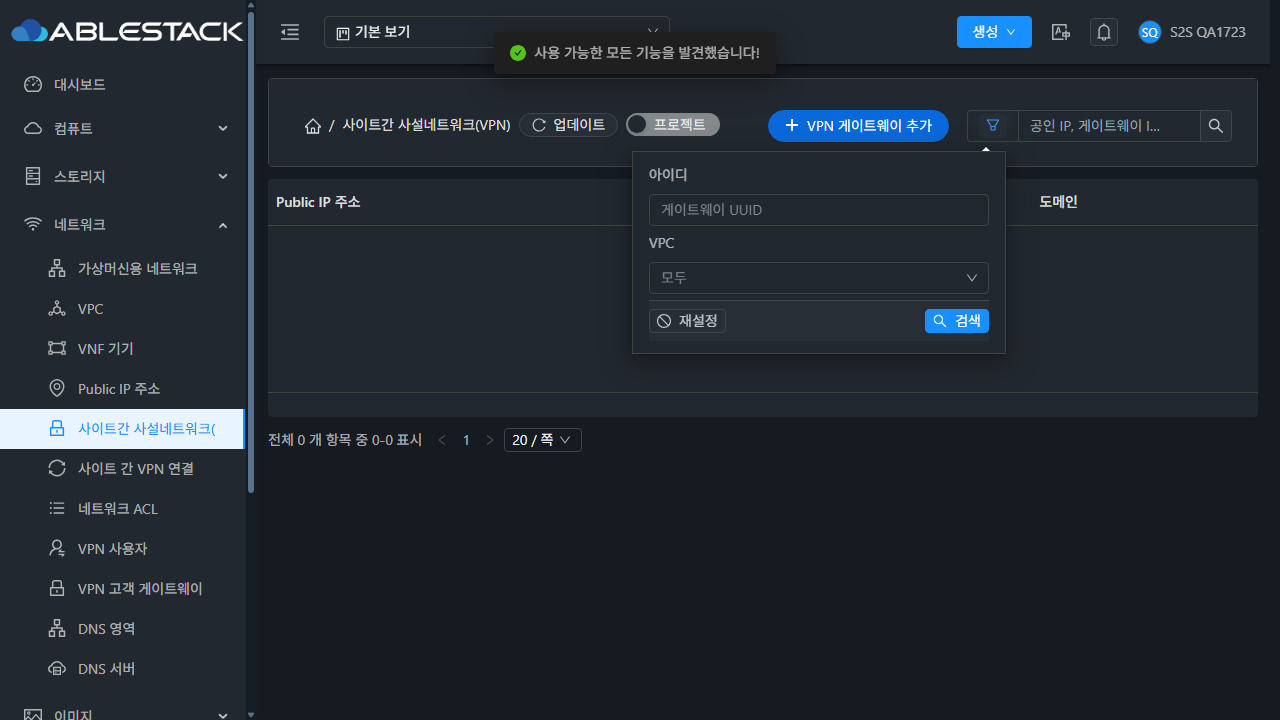 ABLESTACK
기본 보기
생성
S2S QA1723
SQ
사용 가능한 모든 기능을 발견했습니다!
대시보드
컴퓨트
스토리지
네트워크
가상머신용 네트워크
VPC
VNF 기기
Public IP 주소
사이트간 사설네트워크(
사이트 간 VPN 연결
네트워크 ACL
VPN 사용자
VPN 고객 게이트웨이
DNS 영역
DNS 서버
이미지
/ 사이트간 사설네트워크(VPN)
업데이트
프로젝트
VPN 게이트웨이 추가
공인 IP, 게이트웨이 I...
Public IP 주소
도메인
아이디
게이트웨이 UUID
VPC
모두
재설정
검색
전체 0 개 항목 중 0-0 표시
1
20 / 쪽